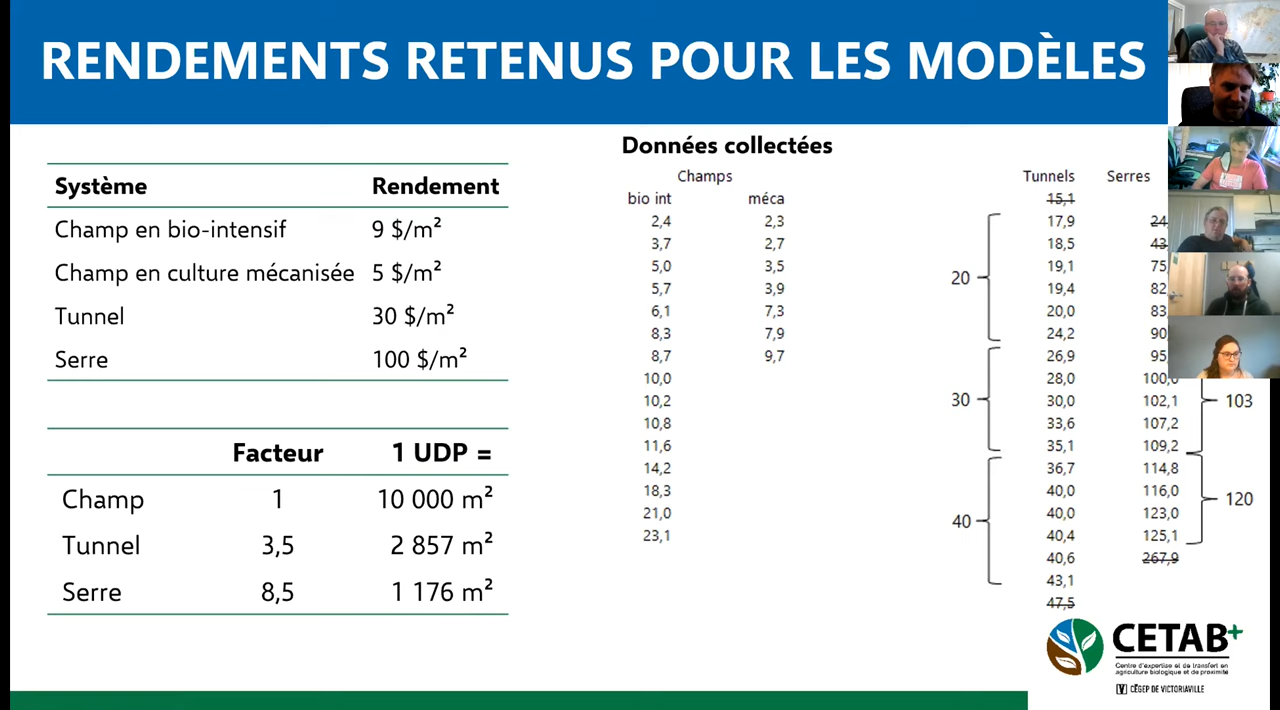 RENDEMENTS RETENUS POUR LES MODÈLES
Système Rendement
Champ en bio-intensif 9 $/m²
Champ en culture mécanisée 5 $/m²
Tunnel 30 $/m²
Serre 100 $/m²
Facteur 1 UDP =
Champ 1 10 000 m²
Tunnel 3,5 2 857 m²
Serre 8,5 1 176 m²
Données collectées
Champs
bio int méca
2,4 2,3
3,7 2,7
5,0 3,5
5,7 3,9
6,1 7,3
8,3 7,9
8,7 9,7
10,0
10,2
10,8
11,6
14,2
18,3
21,0
23,1
Tunnels
15,1
17,9
18,5
19,1
19,4
20,0
24,2
26,9
28,0
30,0
33,6
35,1
36,7
40,0
40,0
40,4
40,6
43,1
47,5
20
30
40
Serres
24
43
75,
82
83
90
95
100,0
102,1
107,2
109,2
114,8
116,0
123,0
125,1
267,9
103
120
CETAB+
Centre d'expertise et de transfert en
agriculture biologique et de proximité
CÉGEP DE VICTORIAVILLE